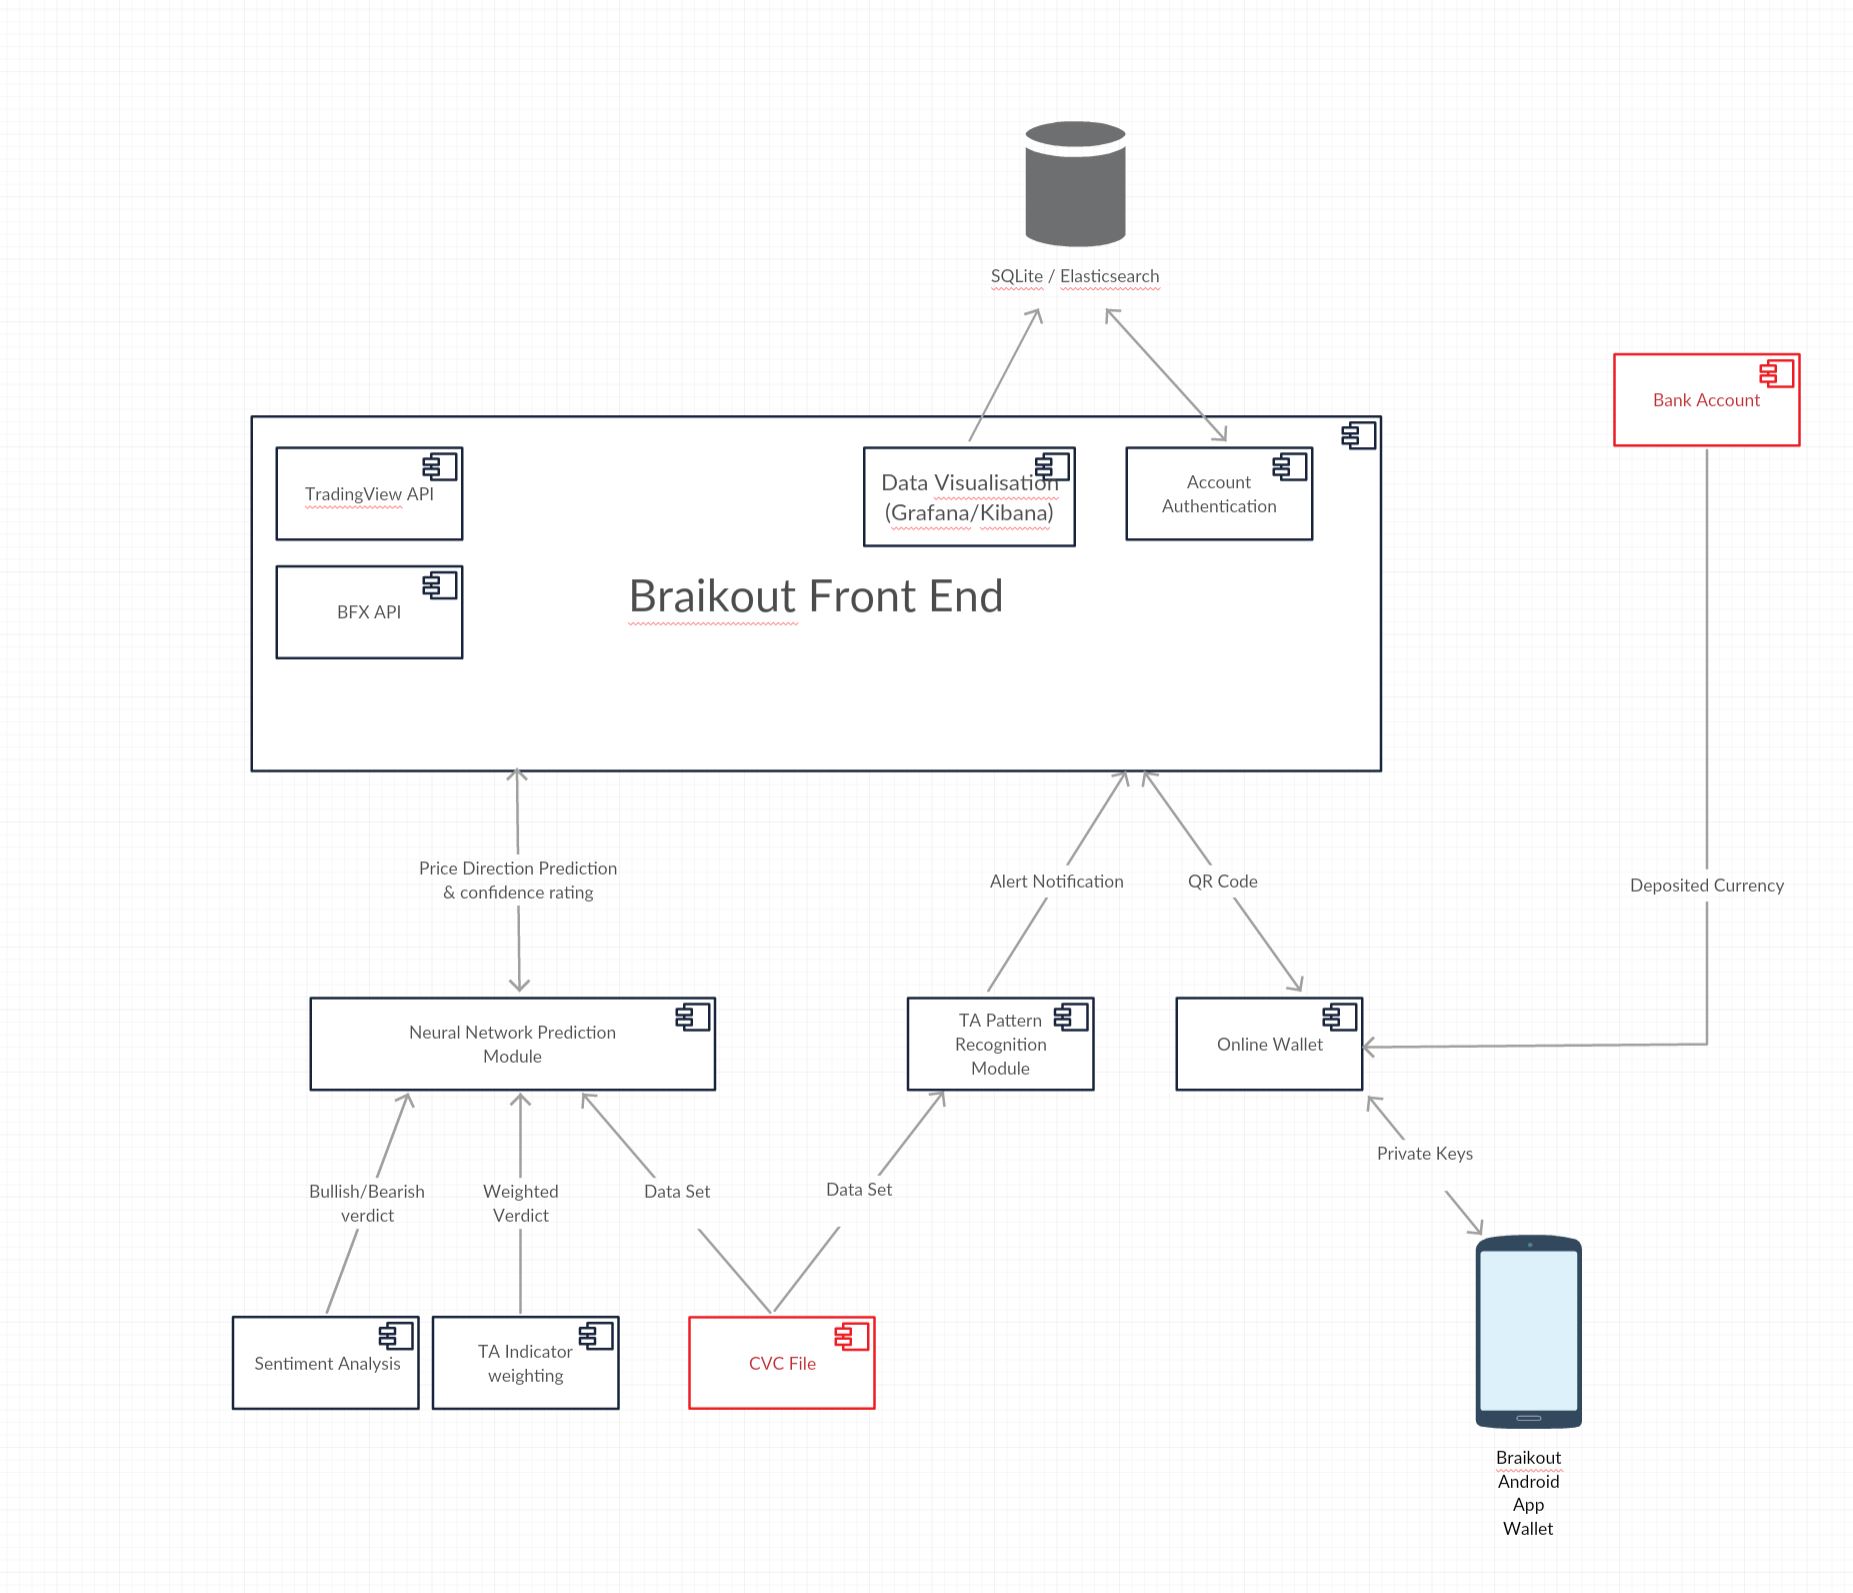 SQLite / Elasticsearch
Bank Account
TradingView API
Data Visualisation
(Grafana/Kibana)
Account
Authentication
BFX API
Braikout Front End
Price Direction Prediction
& confidence rating
Alert Notification
QR Code
Deposited Currency
Neural Network Prediction
Module
TA Pattern
Recognition
Module
Online Wallet
Private Keys
Bullish/Bearish
verdict
Weighted
Verdict
Data Set
Data Set
Sentiment Analysis
TA Indicator
weighting
CVC File
Braikout
Android
App
Wallet